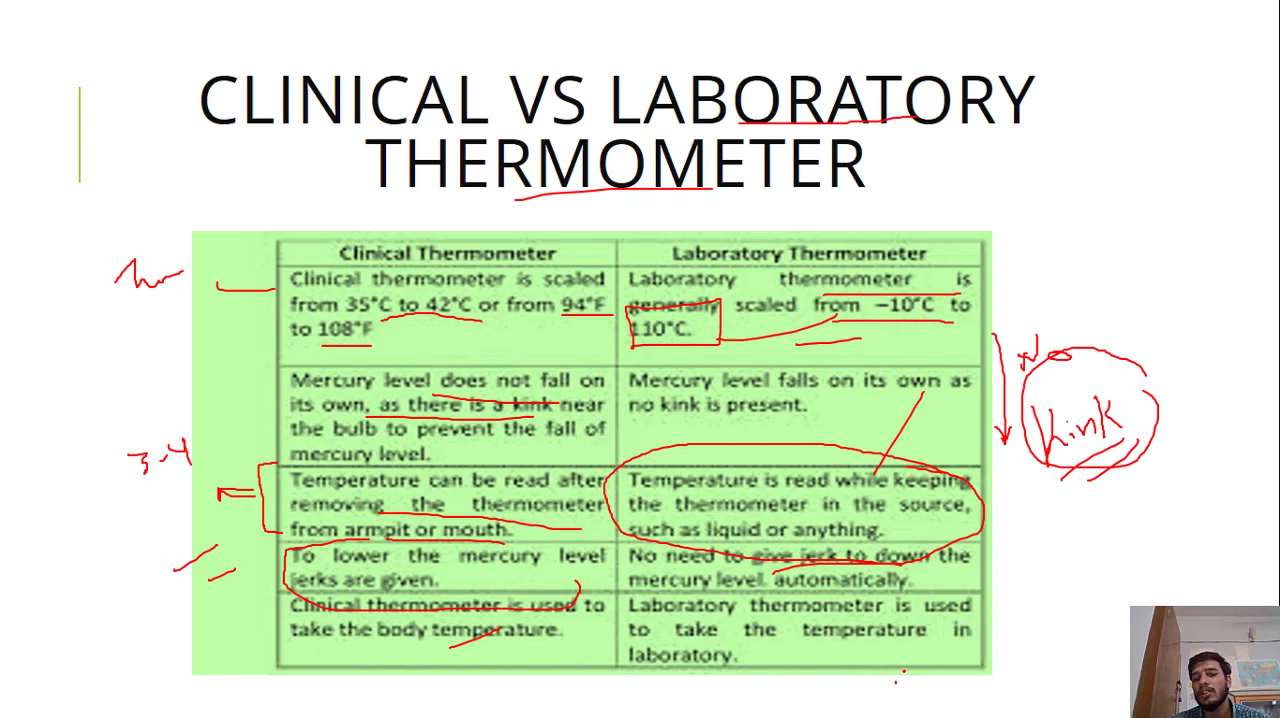 CLINICAL VS LABORATORY
THERMOMETER
Clinical Thermometer
Clinical thermometer is scaled
from 35°C to 42°C or from 94°F
to 108°F
Laboratory Thermometer
Laboratory thermometer is
generally scaled from –10°C to
110°C.
Mercury level does not fall on
its own, as there is a kink near
the bulb to prevent the fall of
mercury level.
Mercury level falls on its own as
no kink is present.
Kink
3-4
Temperature can be read after
removing the thermometer
from armpit or mouth.
Temperature is read while keeping
the thermometer in the source,
such as liquid or anything.
To lower the mercury level
jerks are given.
No need to give jerk to down the
mercury level. automatically.
Clinical thermometer is used to
take the body temperature.
Laboratory thermometer is used
to take the temperature in
laboratory.